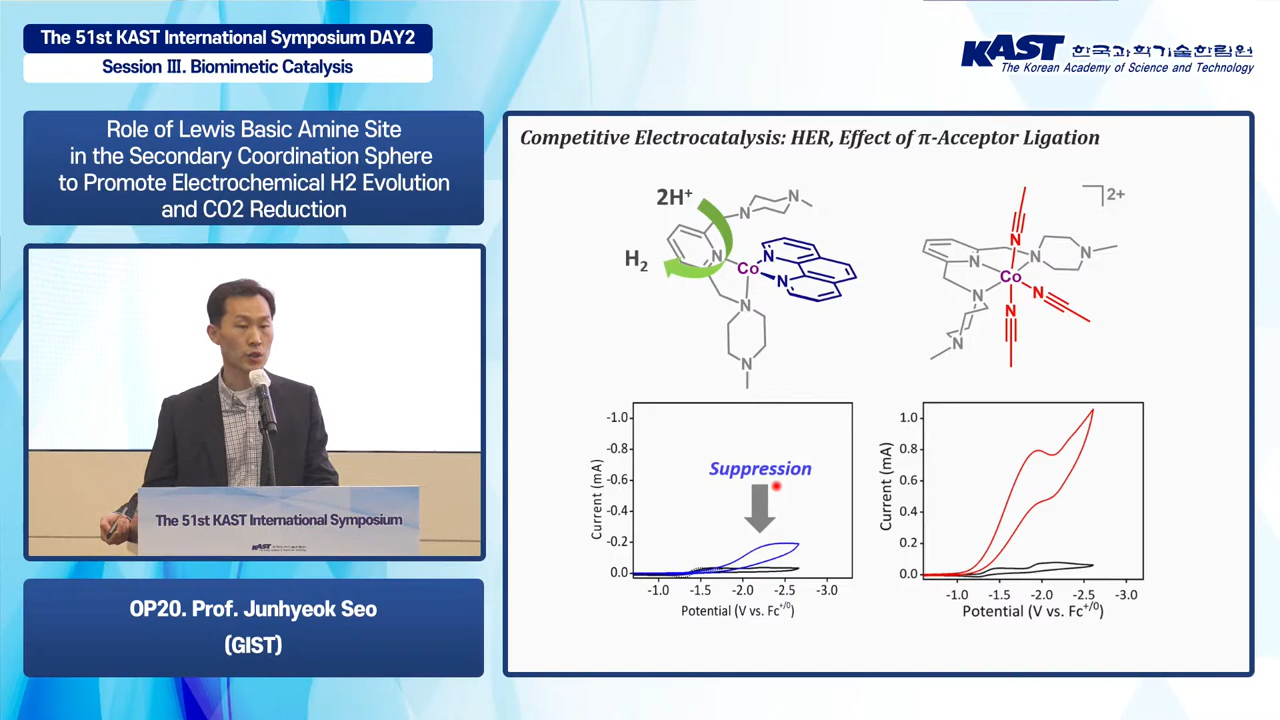 The 51st KAST International Symposium DAY2
Session III. Biomimetic Catalysis
KAST 한국과학기술한림원
The Korean Academy of Science and Technology
Role of Lewis Basic Amine Site
in the Secondary Coordination Sphere
to Promote Electrochemical H2 Evolution
and CO2 Reduction
The 51st KAST International Symposium
KAST
OP20. Prof. Junhyeok Seo
(GIST)
Competitive Electrocatalysis: HER, Effect of π-Acceptor Ligation
2H⁺
H₂
N
N
N
Co
N
N
N
N
2+
N
N
N
N
Co
N
N
N
N
-1.0
-0.8
-0.6
-0.4
-0.2
0.0
Current (mA)
Suppression
-1.0 -1.5 -2.0 -2.5 -3.0
Potential (V vs. Fc⁺/⁰)
1.0
0.8
0.6
0.4
0.2
0.0
Current (mA)
-1.0 -1.5 -2.0 -2.5 -3.0
Potential (V vs. Fc⁺/⁰)